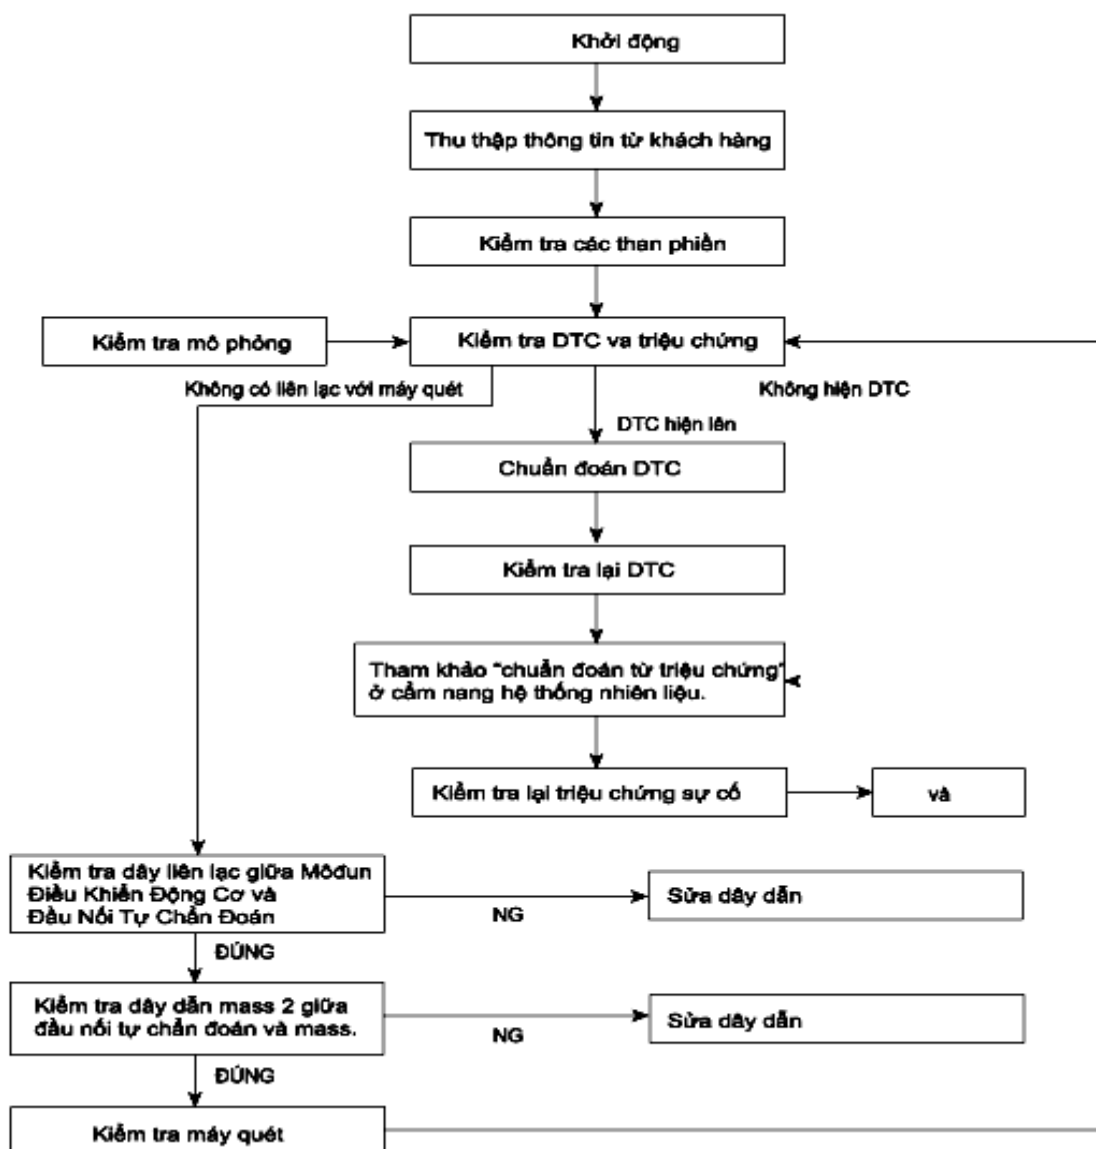 Khởi động
Thu thập thông tin từ khách hàng
Kiểm tra các than phiền
Kiểm tra mô phỏng
Kiểm tra DTC va triệu chứng
Không có liên lạc với máy quét
Không hiện DTC
DTC hiện lên
Chuẩn đoán DTC
Kiểm tra lại DTC
Tham khảo "chuẩn đoán từ triệu chứng"
ở cẩm nang hệ thống nhiên liệu.
Kiểm tra lại triệu chứng sự cố
và
Kiểm tra dây liên lạc giữa Môđun
Điều Khiển Động Cơ và
Đầu Nối Tự Chẩn Đoán
NG
Sửa dây dẫn
ĐÚNG
Kiểm tra dây dẫn mass 2 giữa
đầu nối tự chẩn đoán và mass.
NG
Sửa dây dẫn
ĐÚNG
Kiểm tra máy quét